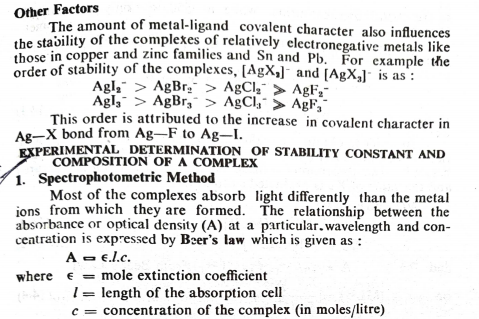 Other Factors
The amount of metal-ligand covalent character also influences
the stability of the complexes of relatively electronegative metals like
those in copper and zinc families and Sn and Pb. For example the
order of stability of the complexes, [AgX₂]⁻ and [AgX₃]⁻ is as :
AgI₂⁻ > AgBr₂⁻ > AgCl₂⁻ ⩾ AgF₂⁻
AgI₃⁻ > AgBr₃⁻ > AgCl₃⁻ ⩾ AgF₃⁻
This order is attributed to the increase in covalent character in
Ag—X bond from Ag—F to Ag—I.
EXPERIMENTAL DETERMINATION OF STABILITY CONSTANT AND
COMPOSITION OF A COMPLEX
1. Spectrophotometric Method
Most of the complexes absorb light differently than the metal
ions from which they are formed. The relationship between the
absorbance or optical density (A) at a particular wavelength and con-
centration is expressed by Beer's law which is given as :
A = ϵ.l.c.
where ϵ = mole extinction coefficient
l = length of the absorption cell
c = concentration of the complex (in moles/litre)